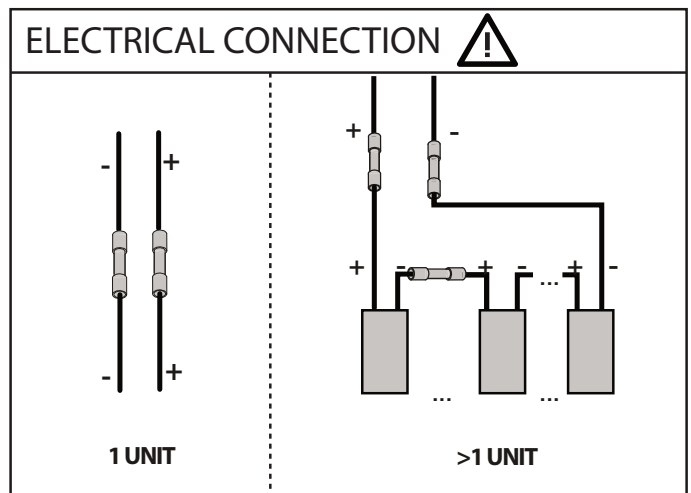 ELECTRICAL CONNECTION !
- +
- +
1 UNIT
+ -
+ - + - ... + -
... ...
>1 UNIT